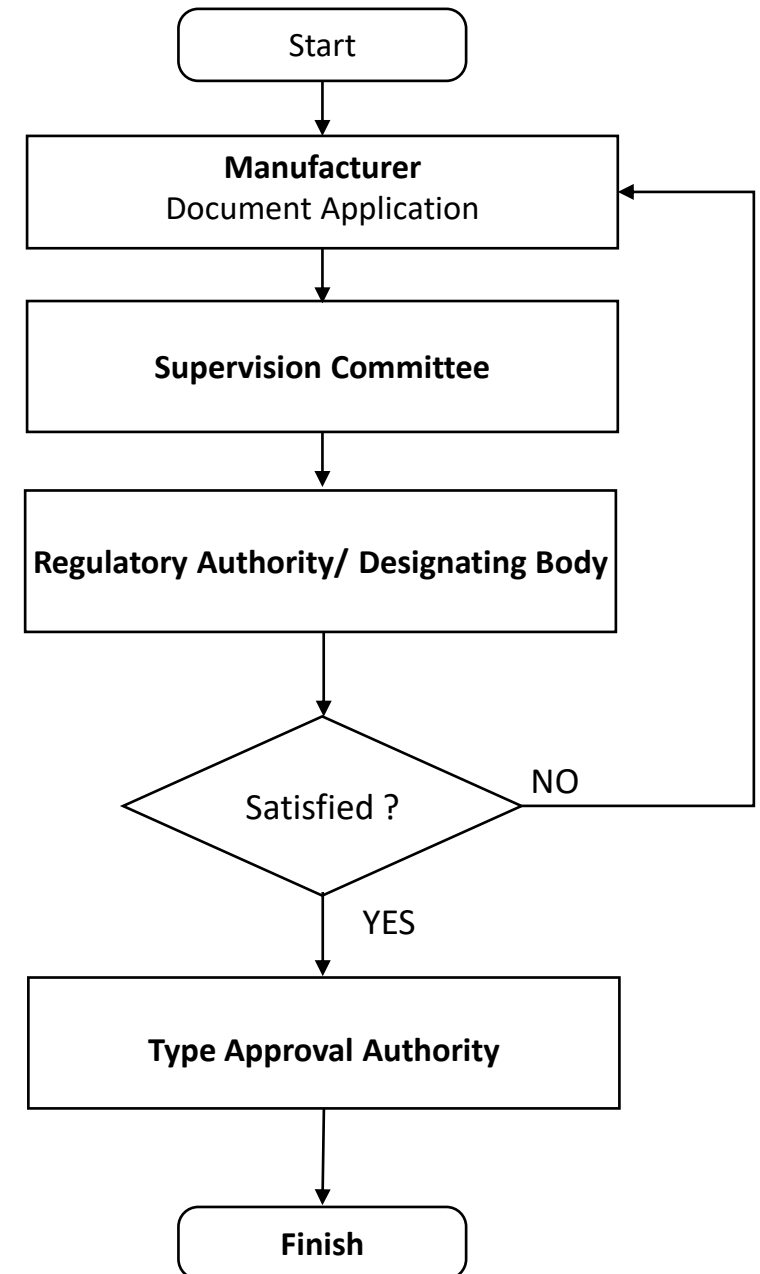 Start
Manufacturer
Document Application
Supervision Committee
Regulatory Authority/ Designating Body
Satisfied ?
NO
YES
Type Approval Authority
Finish